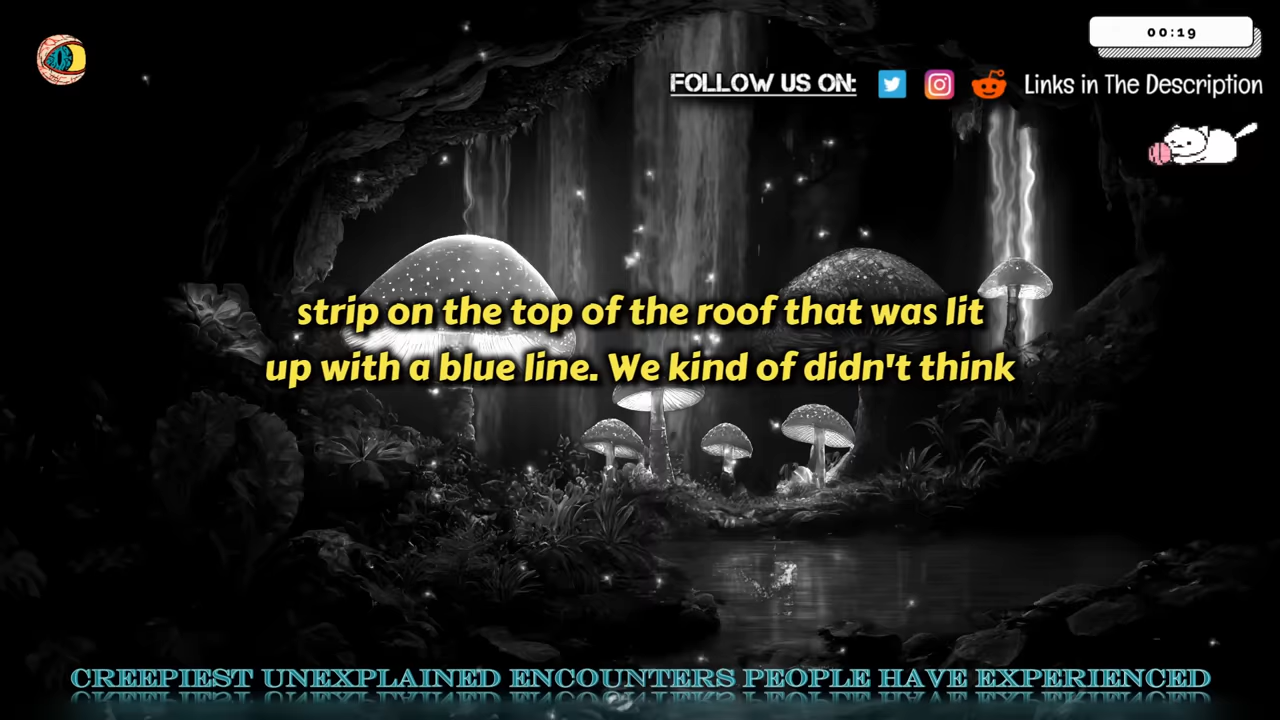 00:19
FOLLOW US ON: Links in The Description
strip on the top of the roof that was lit
up with a blue line. We kind of didn't think
CREEPIEST UNEXPLAINED ENCOUNTERS PEOPLE HAVE EXPERIENCED